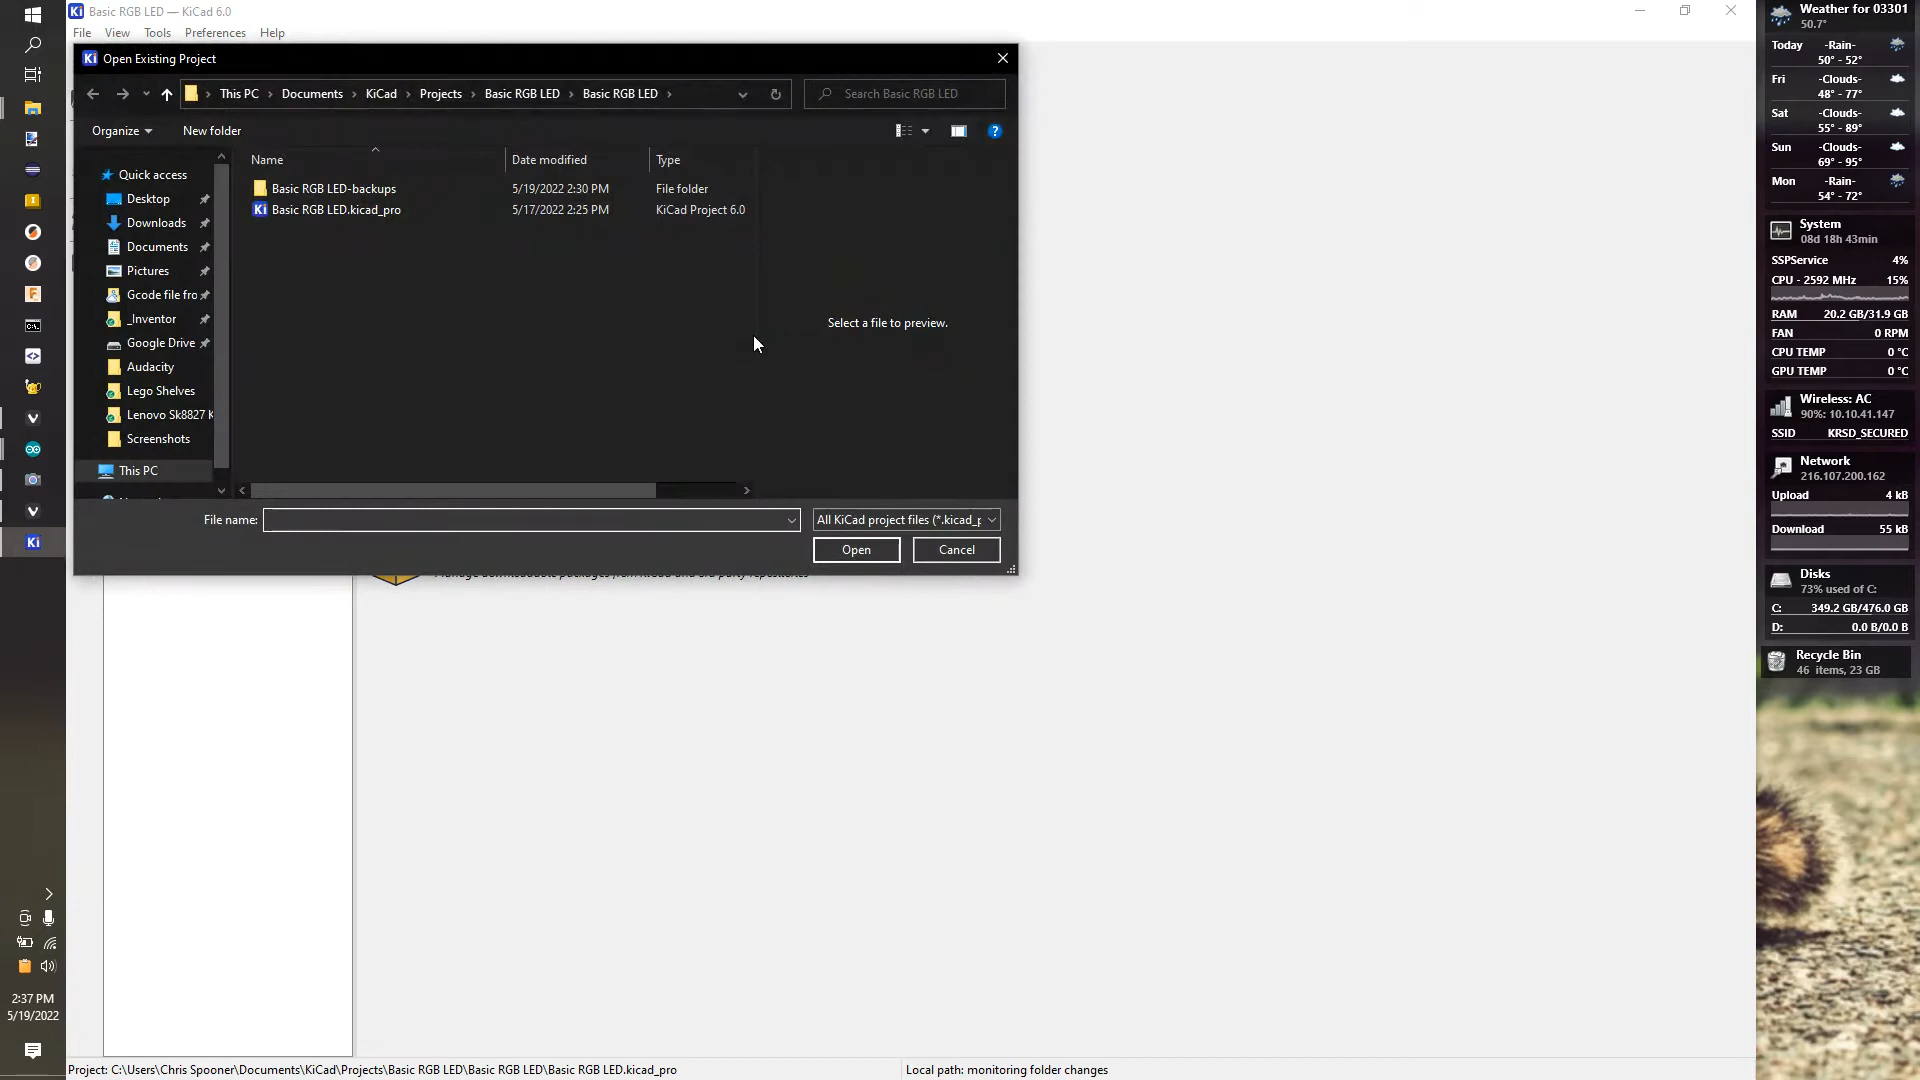 Basic RGB LED — KiCad 6.0
File View Tools Preferences Help
Open Existing Project
This PC > Documents > KiCad > Projects > Basic RGB LED > Basic RGB LED >
Search Basic RGB LED
Organize
New folder
Name
Date modified
Type
Basic RGB LED-backups 5/19/2022 2:30 PM File folder
Basic RGB LED.kicad_pro 5/17/2022 2:25 PM KiCad Project 6.0
Quick access
Desktop
Downloads
Documents
Pictures
Gcode file fro
_Inventor
Google Drive
Audacity
Lego Shelves
Lenovo Sk8827 K
Screenshots
This PC
Select a file to preview.
File name:
All KiCad project files (*.kicad_p
Open
Cancel
Project: C:\Users\Chris Spooner\Documents\KiCad\Projects\Basic RGB LED\Basic RGB LED\Basic RGB LED.kicad_pro
Local path: monitoring folder changes
2:37 PM
5/19/2022
Weather for 03301
50.7°
Today -Rain-
50° - 52°
Fri -Clouds-
48° - 77°
Sat -Clouds-
55° - 89°
Sun -Clouds-
69° - 95°
Mon -Rain-
54° - 72°
System
08d 18h 43min
SSPService 4%
CPU - 2592 MHz 15%
RAM 20.2 GB/31.9 GB
FAN 0 RPM
CPU TEMP 0 °C
GPU TEMP 0 °C
Wireless: AC
90%: 10.10.41.147
SSID KRSD_SECURED
Network
216.107.200.162
Upload 4 kB
Download 55 kB
Disks
73% used of C:
C: 349.2 GB/476.0 GB
D: 0.0 B/0.0 B
Recycle Bin
46 items, 23 GB